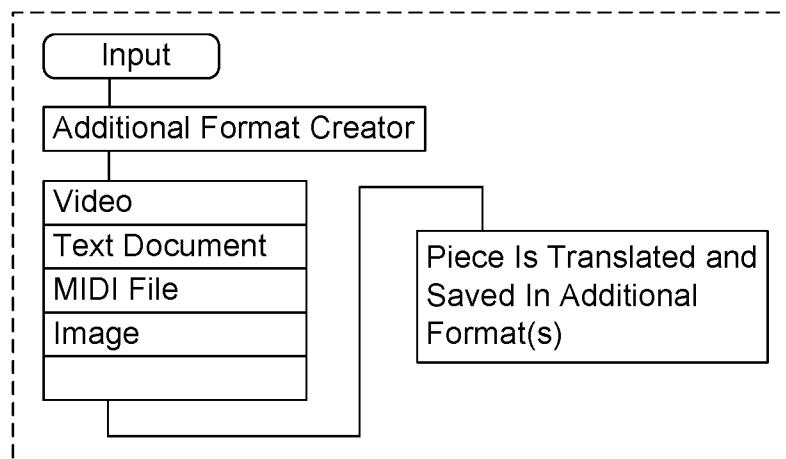 Input
Additional Format Creator
Video
Text Document
MIDI File
Image
Piece Is Translated and
Saved In Additional
Format(s)